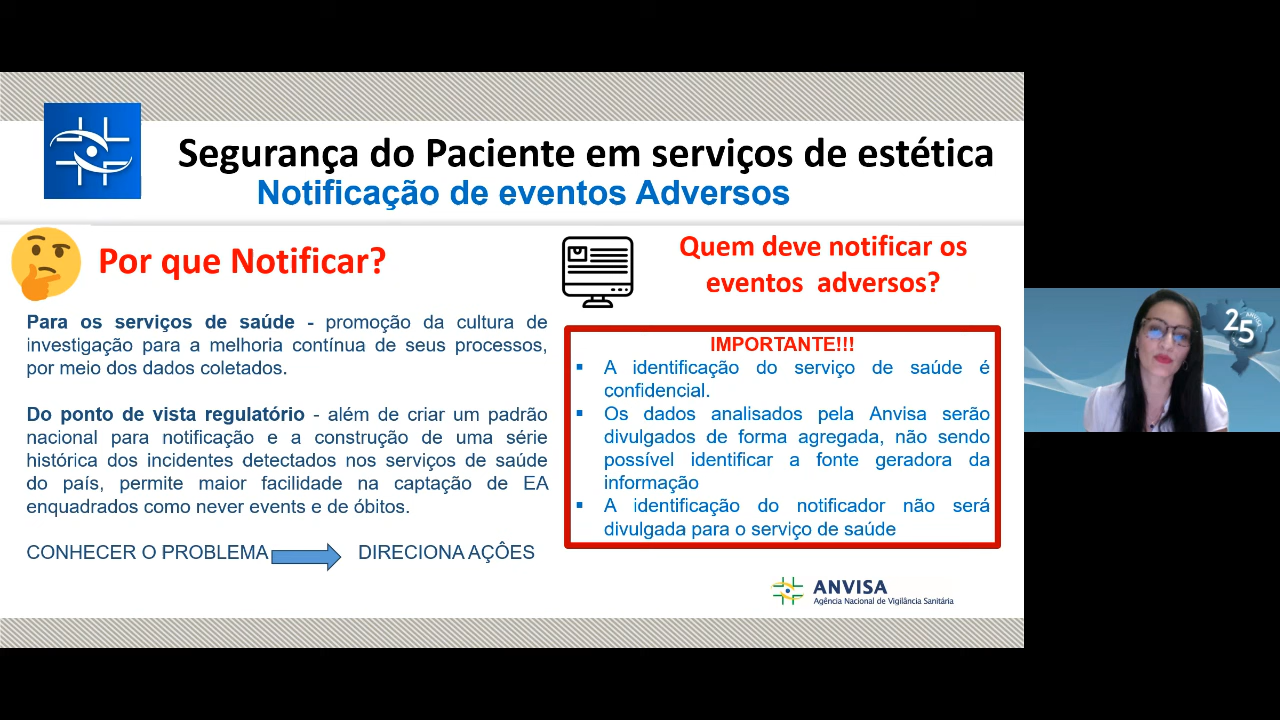 Segurança do Paciente em serviços de estética
Notificação de eventos Adversos
Por que Notificar?
Para os serviços de saúde - promoção da cultura de
investigação para a melhoria contínua de seus processos,
por meio dos dados coletados.
Do ponto de vista regulatório - além de criar um padrão
nacional para notificação e a construção de uma série
histórica dos incidentes detectados nos serviços de saúde
do país, permite maior facilidade na captação de EA
enquadrados como never events e de óbitos.
CONHECER O PROBLEMA DIRECIONA AÇÔES
Quem deve notificar os
eventos adversos?
IMPORTANTE!!!
▪ A identificação do serviço de saúde é
confidencial.
▪ Os dados analisados pela Anvisa serão
divulgados de forma agregada, não sendo
possível identificar a fonte geradora da
informação
▪ A identificação do notificador não será
divulgada para o serviço de saúde
ANVISA
Agência Nacional de Vigilância Sanitária
25